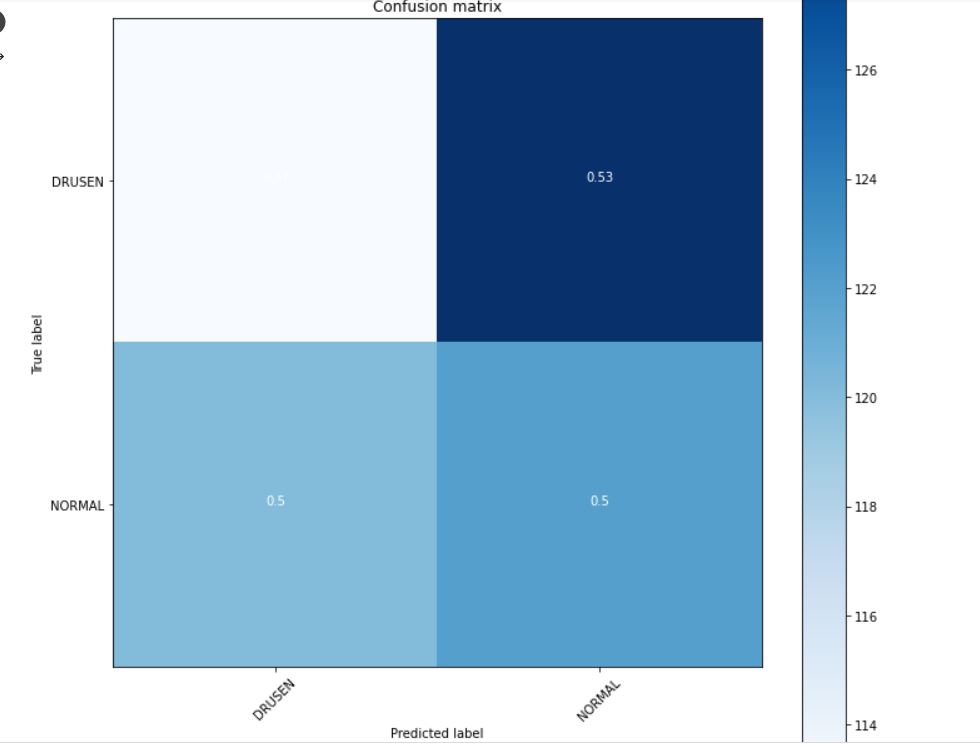 Confusion matrix
126
124
DRUSEN
0.53
122
True label
120
118
NORMAL
0.5
0.5
116
DRUSEN
NORMAL
114
Predicted label